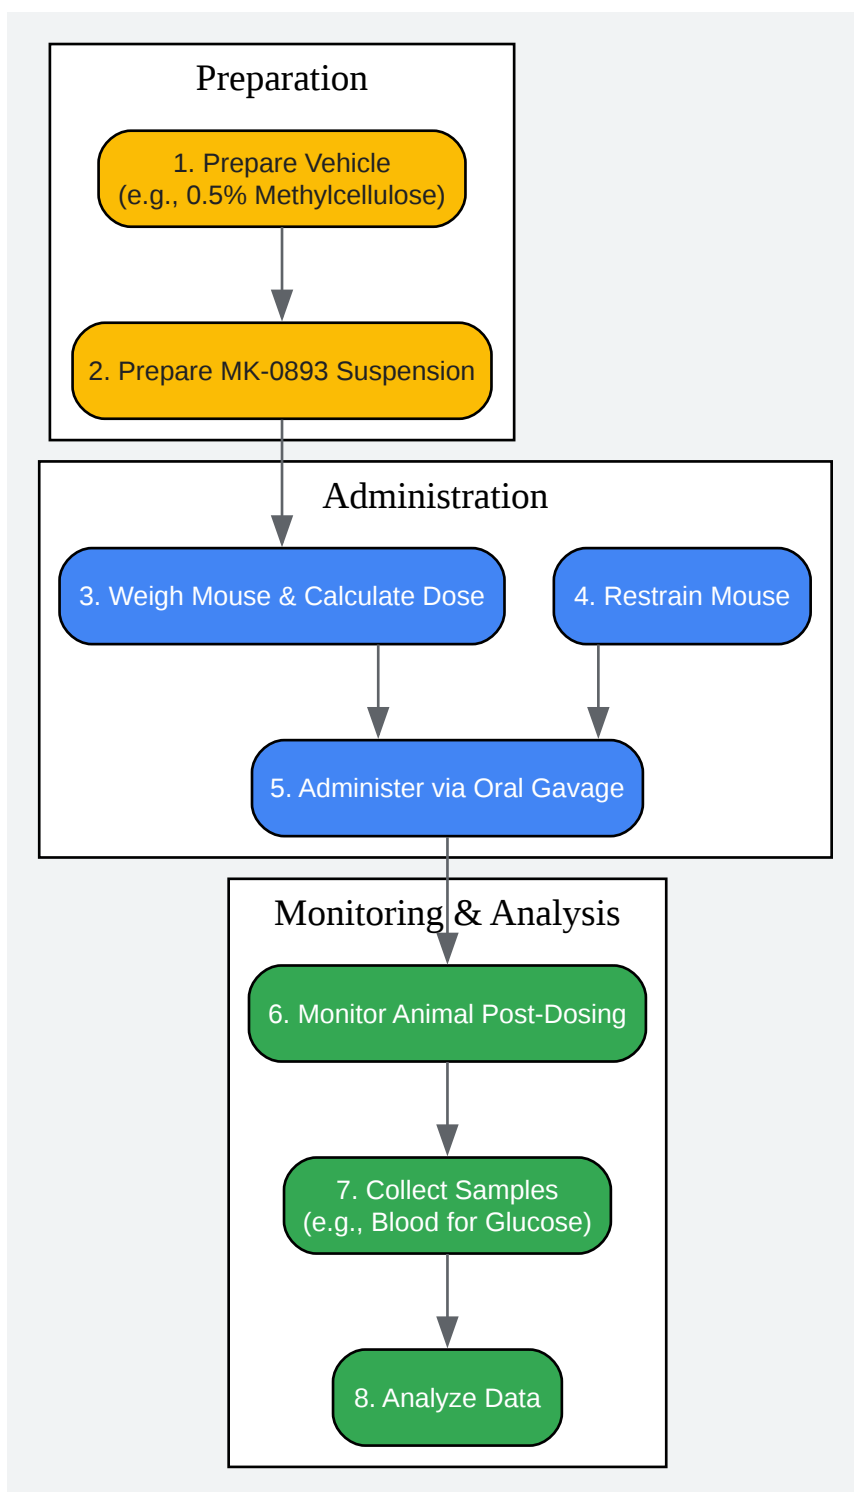 Preparation
1. Prepare Vehicle
(e.g., 0.5% Methylcellulose)
2. Prepare MK-0893 Suspension
Administration
3. Weigh Mouse & Calculate Dose
4. Restrain Mouse
5. Administer via Oral Gavage
Monitoring & Analysis
6. Monitor Animal Post-Dosing
7. Collect Samples
(e.g., Blood for Glucose)
8. Analyze Data